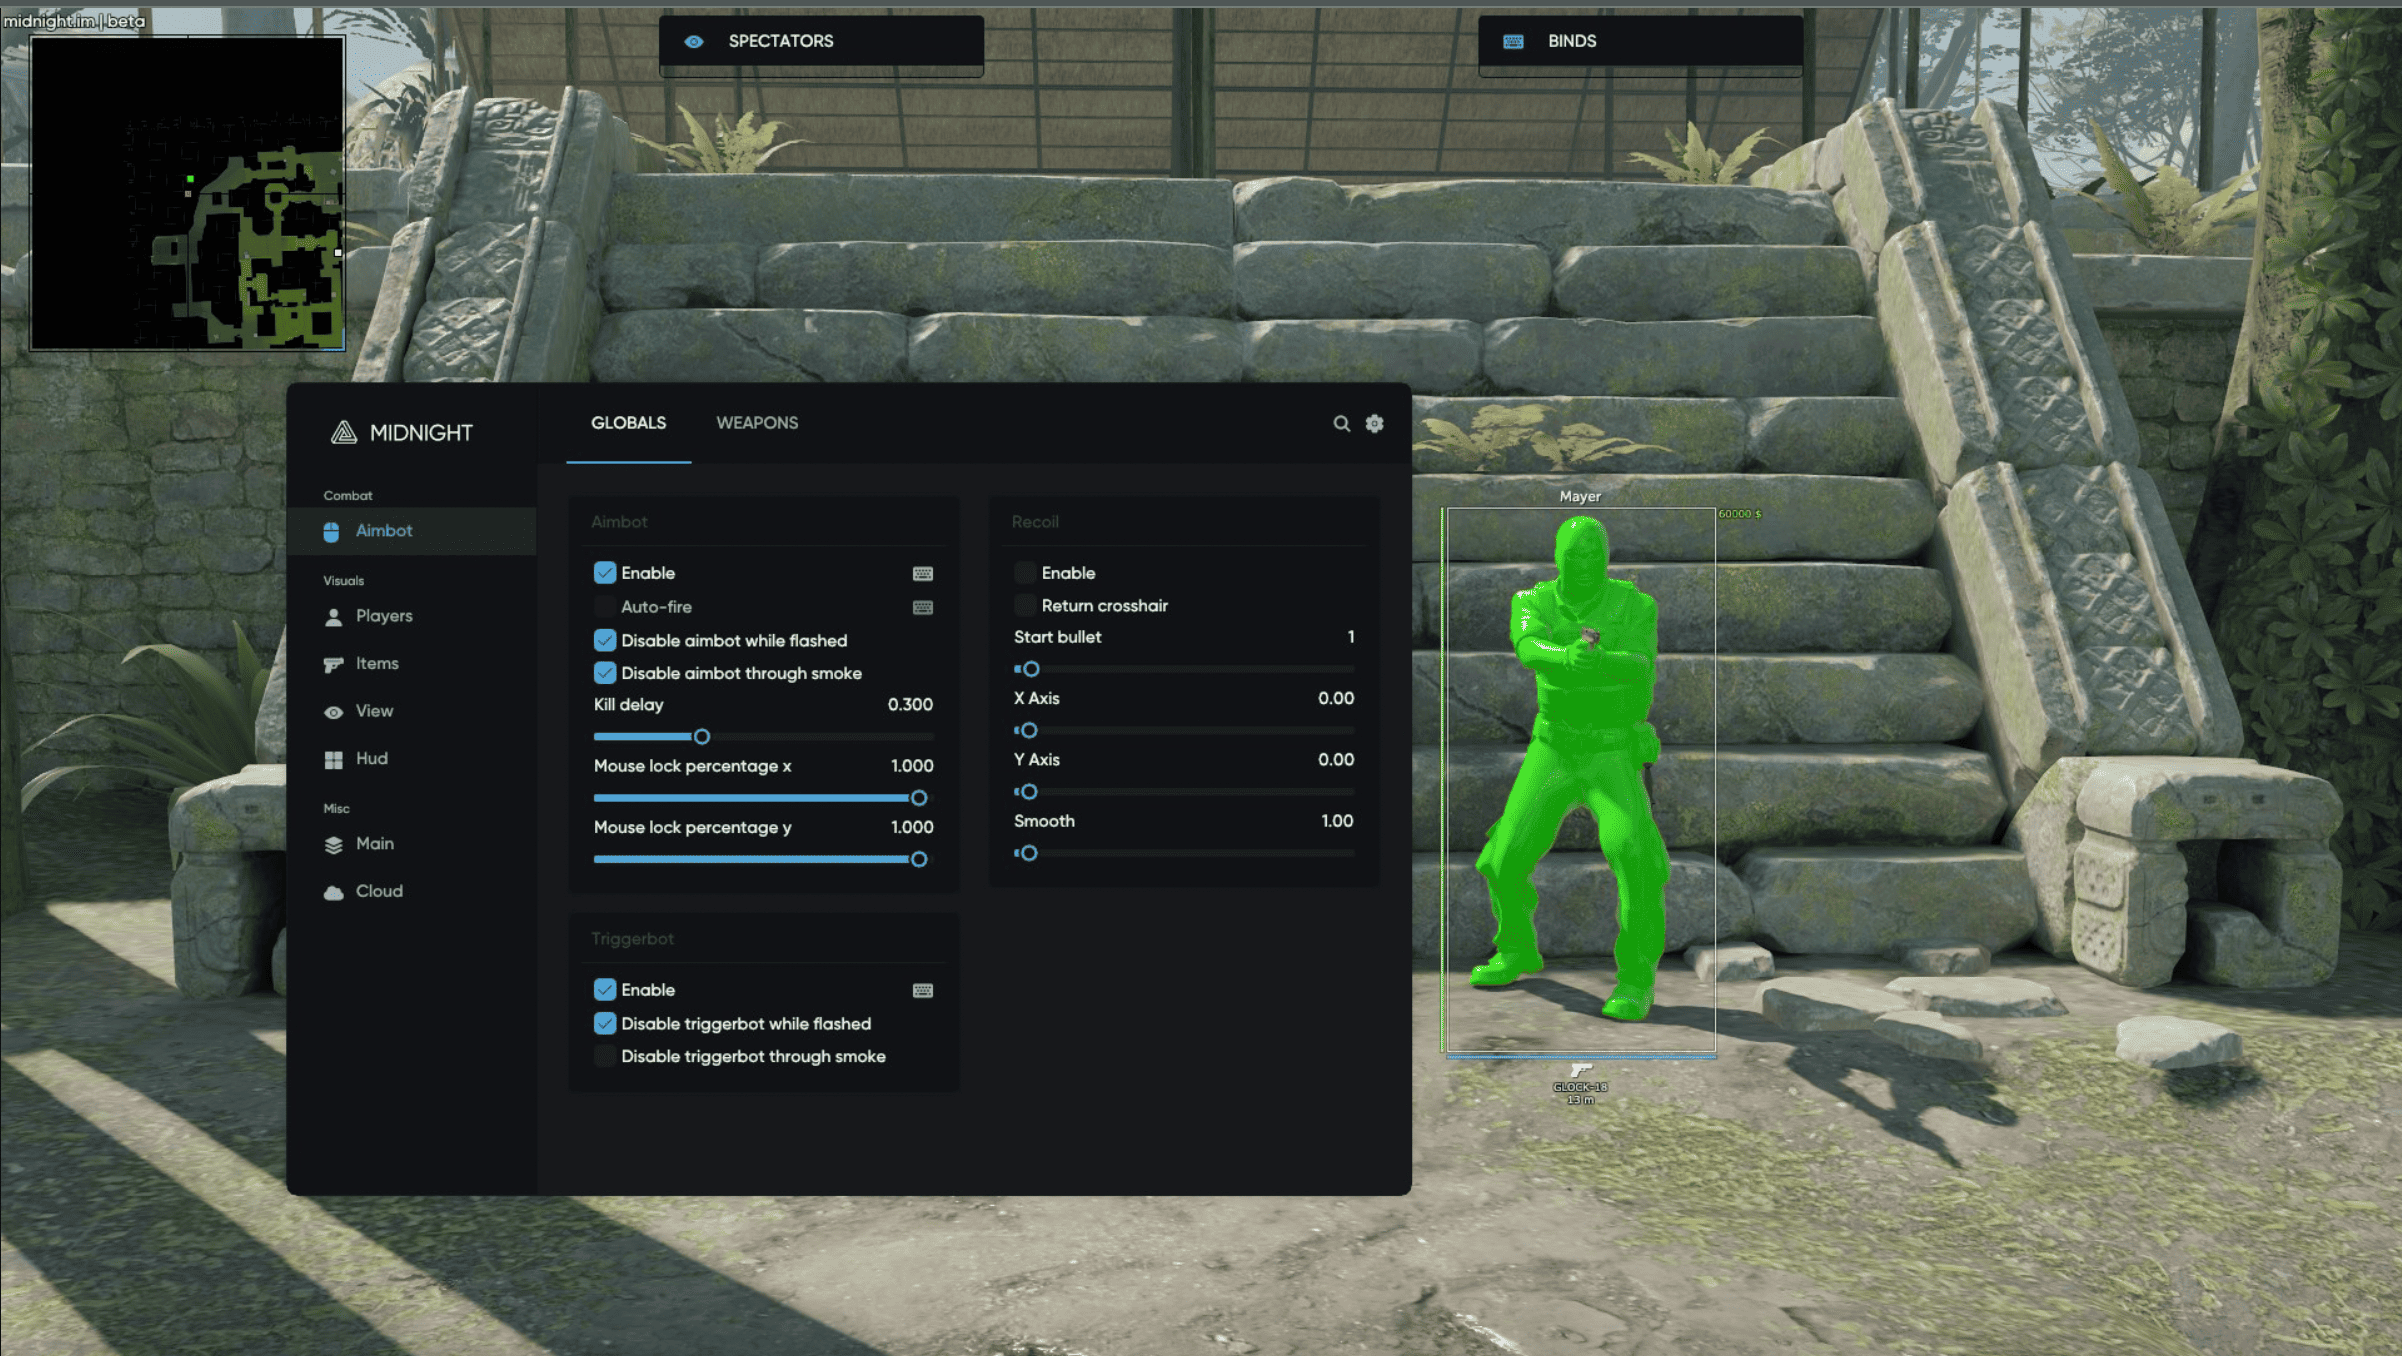 midnight.im | beta
SPECTATORS
BINDS
MIDNIGHT
GLOBALS
WEAPONS
Combat
Aimbot
Visuals
Players
Items
View
Hud
Misc
Main
Cloud
Aimbot
Enable
Auto-fire
Disable aimbot while flashed
Disable aimbot through smoke
Kill delay 0.300
Mouse lock percentage x 1.000
Mouse lock percentage y 1.000
Triggerbot
Enable
Disable triggerbot while flashed
Disable triggerbot through smoke
Recoil
Enable
Return crosshair
Start bullet 1
X Axis 0.00
Y Axis 0.00
Smooth 1.00
Mayer
60000 $
GLOCK-18
13 m